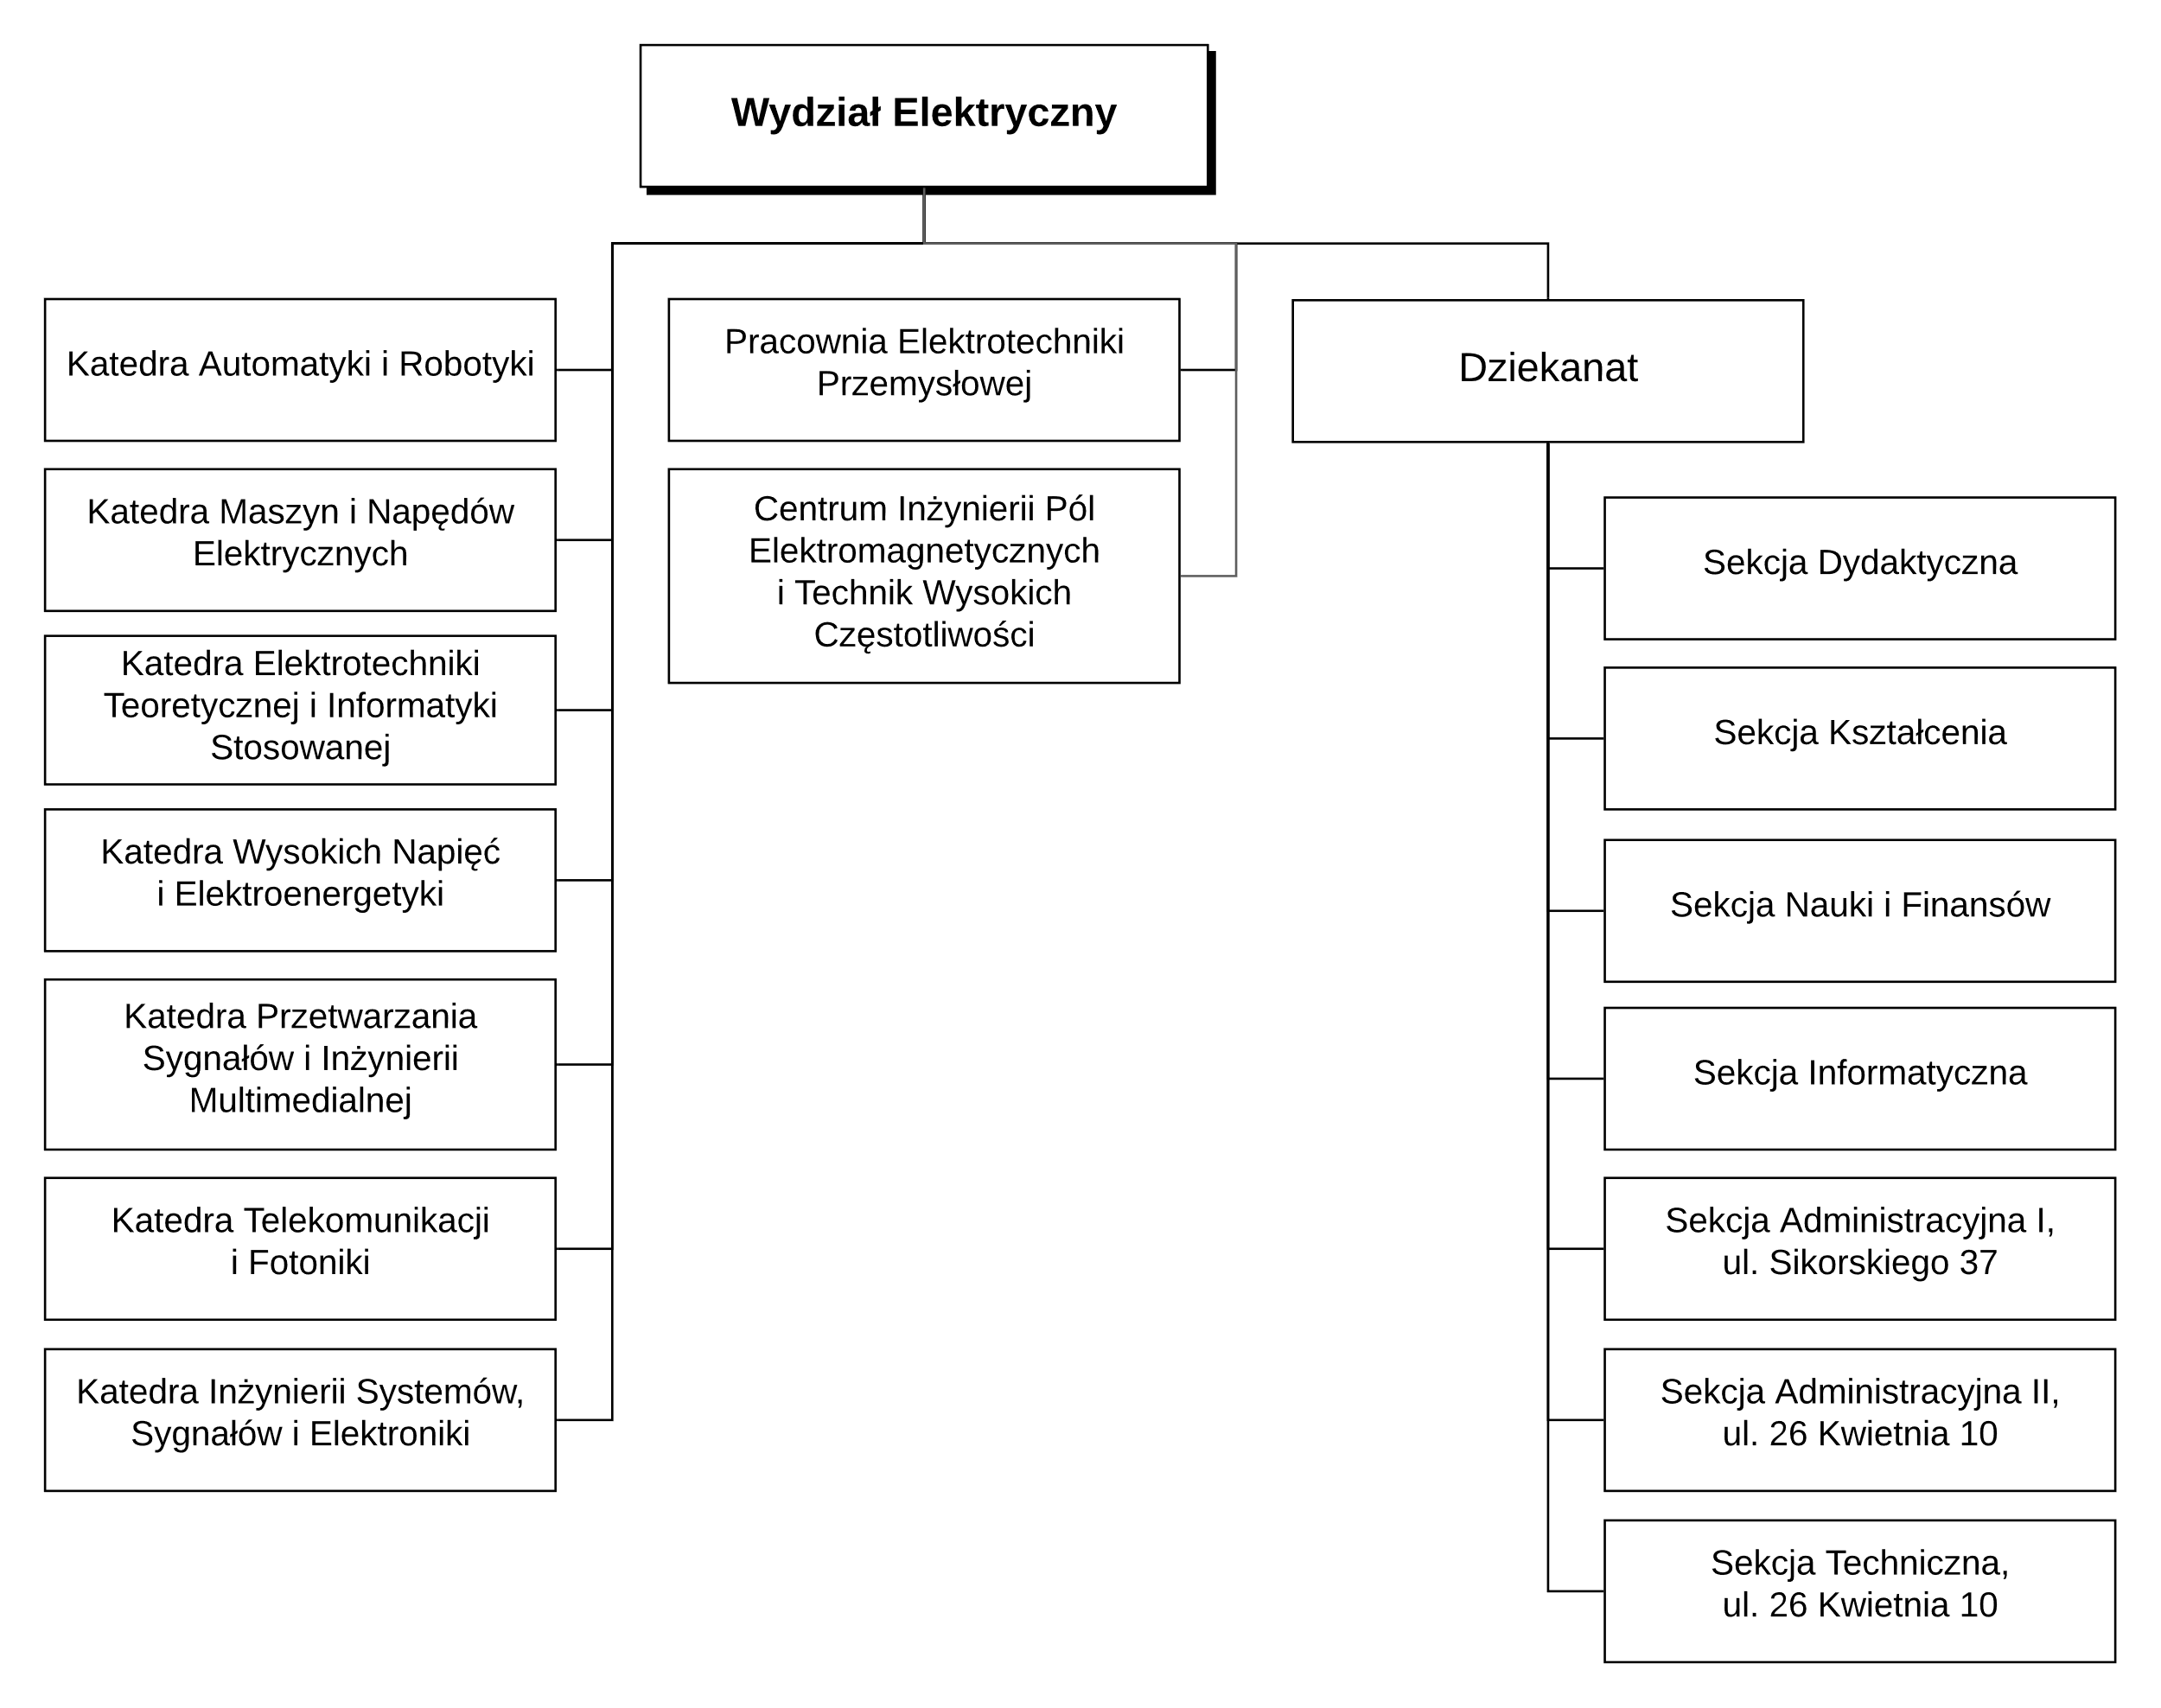 Wydział Elektryczny
Katedra Automatyki i Robotyki
Katedra Maszyn i Napędów
Elektrycznych
Katedra Elektrotechniki
Teoretycznej i Informatyki
Stosowanej
Katedra Wysokich Napięć
i Elektroenergetyki
Katedra Przetwarzania
Sygnałów i Inżynierii
Multimedialnej
Katedra Telekomunikacji
i Fotoniki
Katedra Inżynierii Systemów,
Sygnałów i Elektroniki
Pracownia Elektrotechniki
Przemysłowej
Centrum Inżynierii Pól
Elektromagnetycznych
i Technik Wysokich
Częstotliwości
Dziekanat
Sekcja Dydaktyczna
Sekcja Kształcenia
Sekcja Nauki i Finansów
Sekcja Informatyczna
Sekcja Administracyjna I,
ul. Sikorskiego 37
Sekcja Administracyjna II,
ul. 26 Kwietnia 10
Sekcja Techniczna,
ul. 26 Kwietnia 10